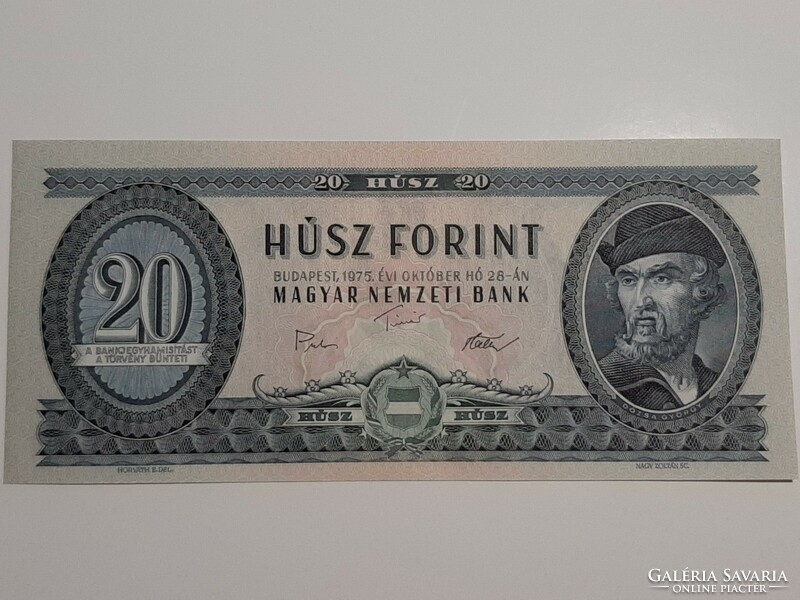 20 HÚSZ 20
HÚSZ FORINT
BUDAPEST, 1975. ÉVI OKTÓBER HÓ 28-ÁN
MAGYAR NEMZETI BANK
20
A BANKJEGYHAMISÍTÁST
A TÖRVÉNY BÜNTETI
HÚSZ HÚSZ
DÓZSA GYÖRGY
HORVÁTH E. DEL.
NAGY ZOLTÁN SC.
GALÉRIA SAVARIA
ONLINE PIACTÉR